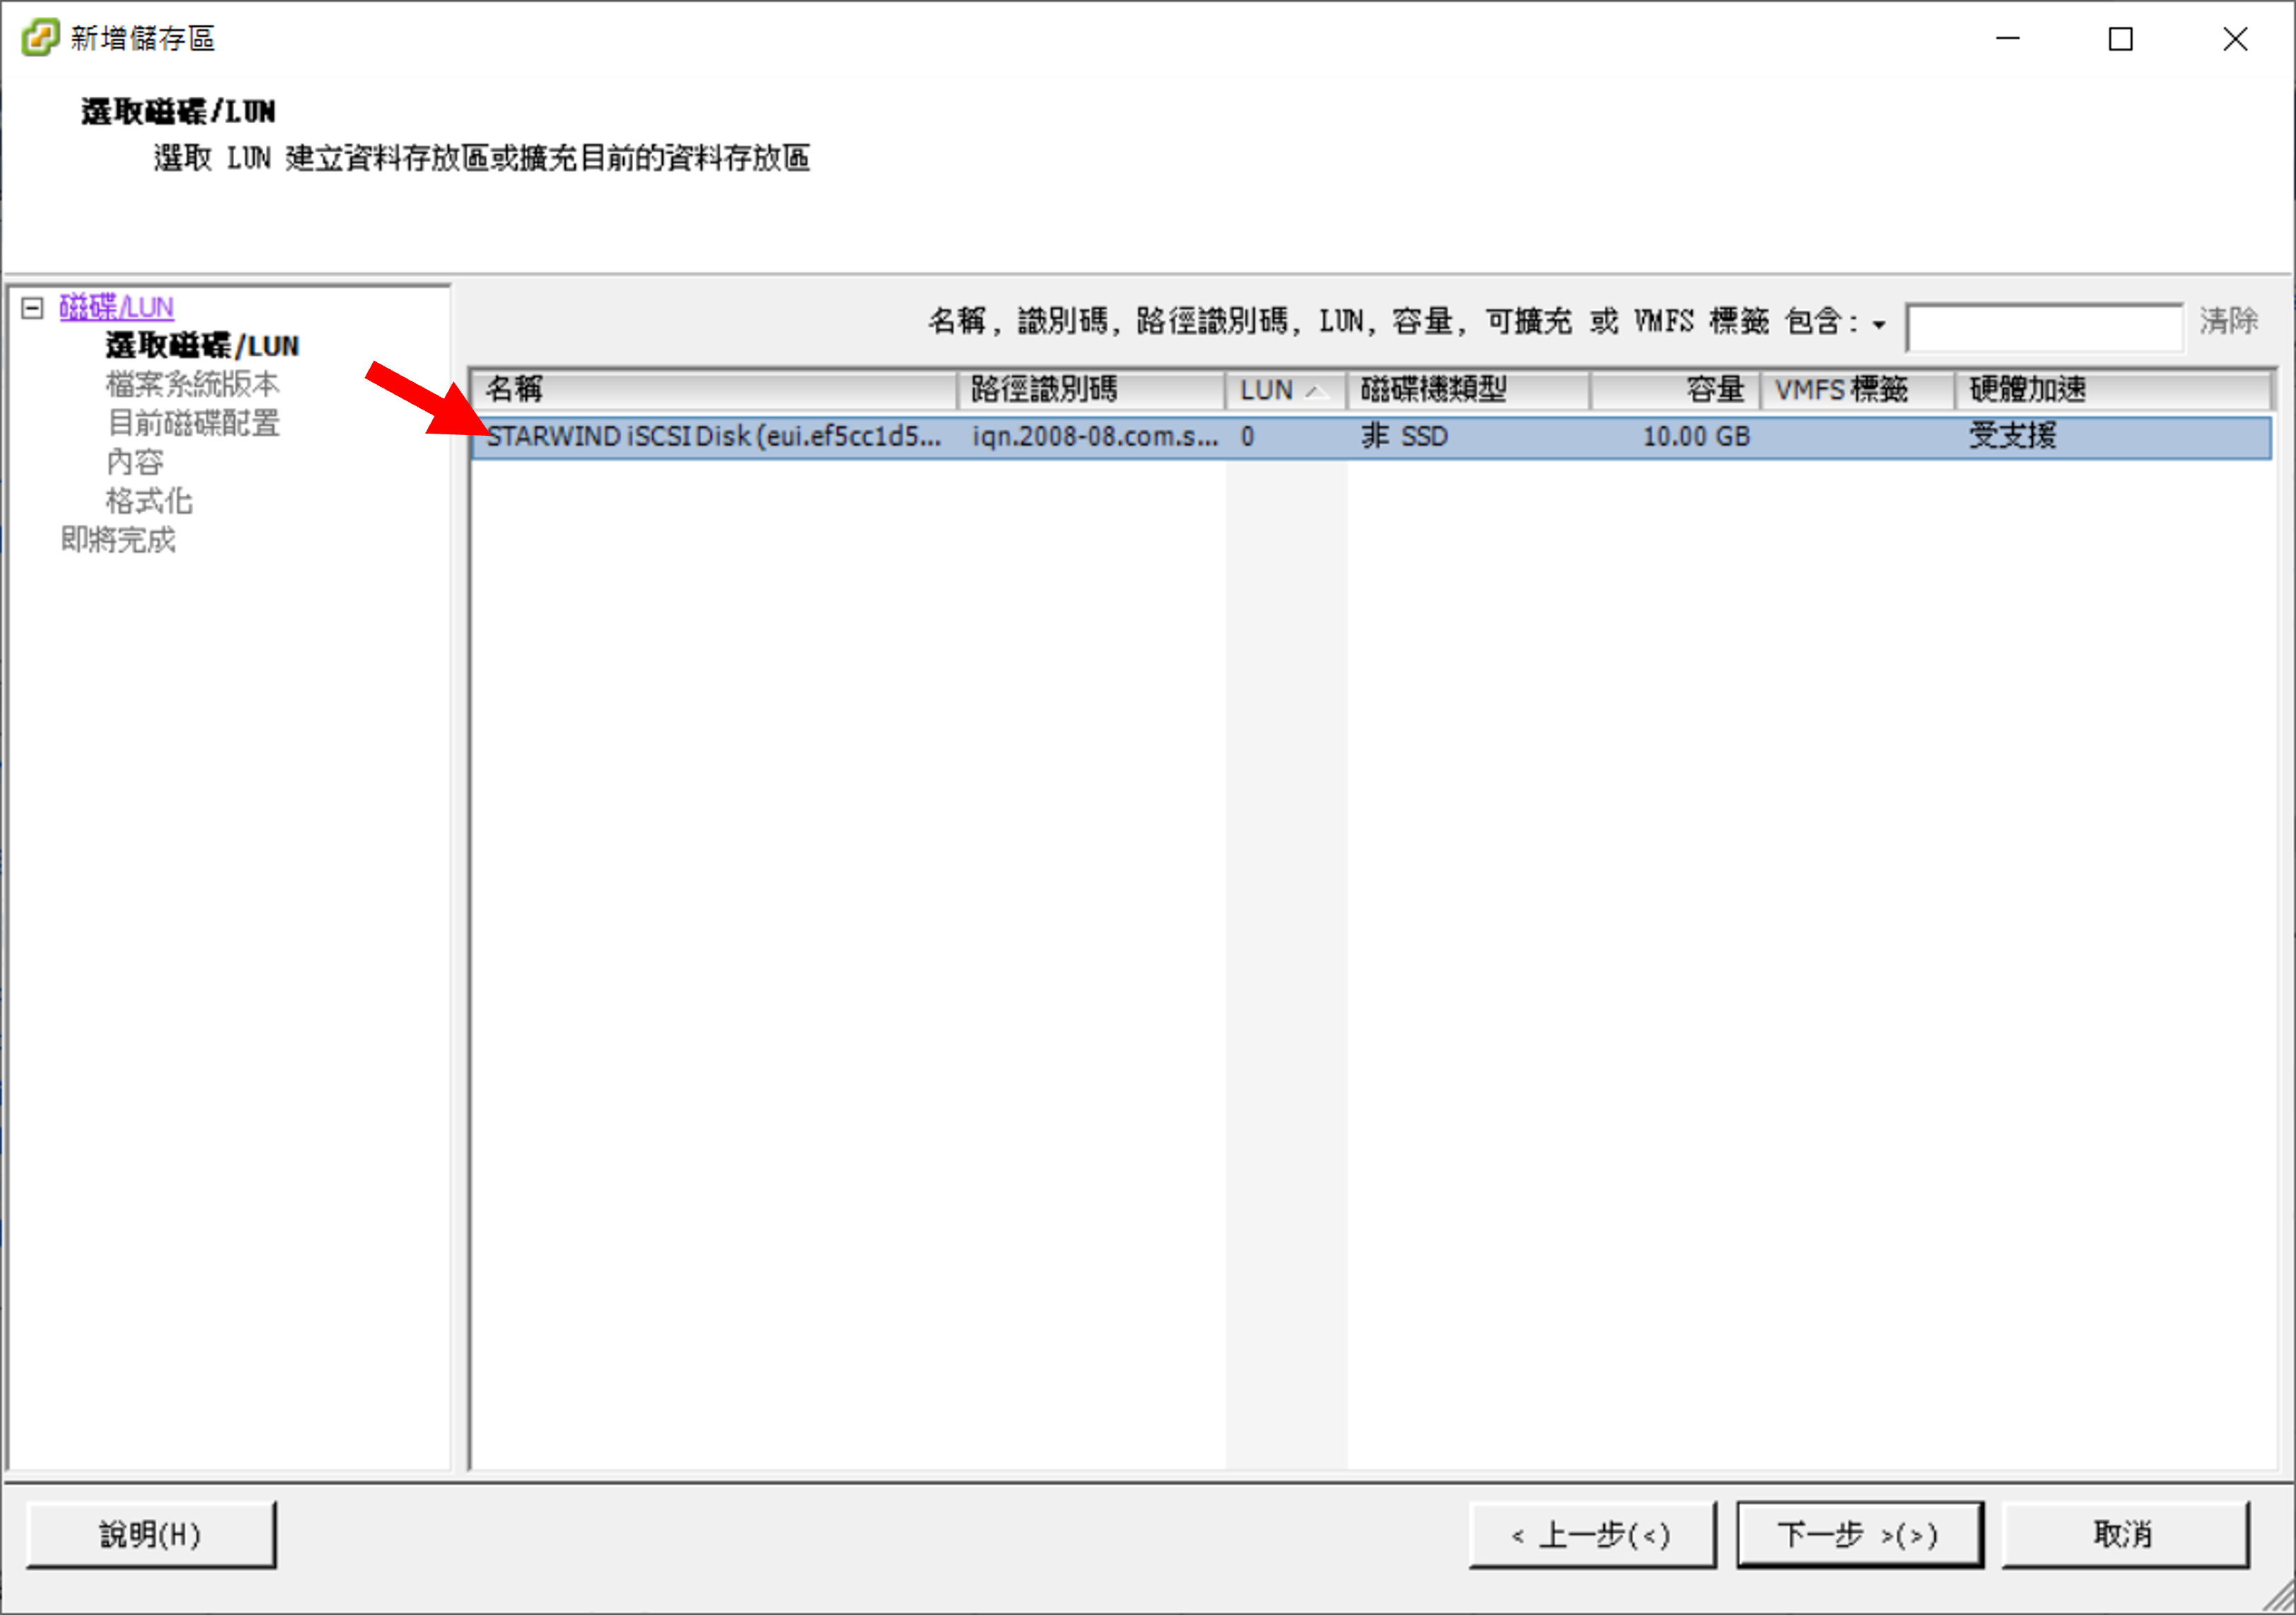 新增儲存區
選取磁碟/LUN
選取 LUN 建立資料存放區或擴充目前的資料存放區
磁碟/LUN
選取磁碟/LUN
檔案系統版本
目前磁碟配置
內容
格式化
即將完成
名稱, 識別碼, 路徑識別碼, LUN, 容量, 可擴充 或 VMFS 標籤 包含: 清除
名稱 路徑識別碼 LUN 磁碟機類型 容量 VMFS 標籤 硬體加速
STARWIND iSCSI Disk (eui.ef5cc1d5... iqn.2008-08.com.s... 0 非 SSD 10.00 GB 受支援
說明(H) < 上一步(<) 下一步 >(>) 取消